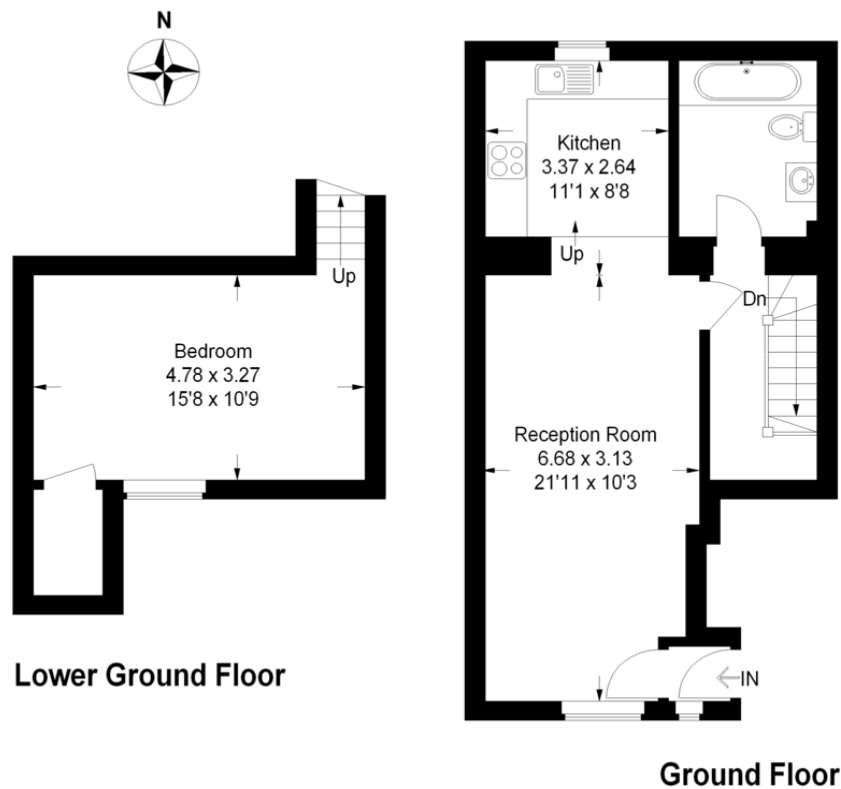 N
Kitchen
3.37 x 2.64
11'1 x 8'8
Up
Up
Dn
Bedroom
4.78 x 3.27
15'8 x 10'9
Reception Room
6.68 x 3.13
21'11 x 10'3
IN
Lower Ground Floor
Ground Floor